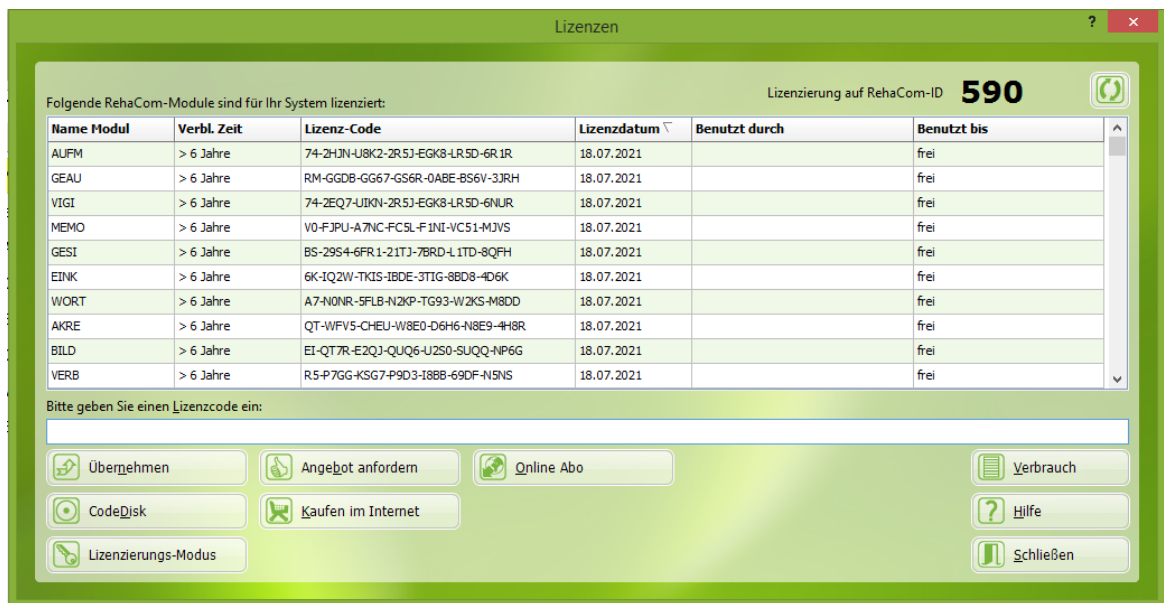 Lizenzen
? ×
Lizenzierung auf RehaCom-ID 590
Folgende RehaCom-Module sind für Ihr System lizenziert:
Name Modul Verbl. Zeit Lizenz-Code Lizenzdatum Benutzt durch Benutzt bis
AUFM > 6 Jahre 74-2HJN-U8K2-2R5J-EGK8-LR5D-6R1R 18.07.2021 frei
GEAU > 6 Jahre RM-GGDB-GG67-GS6R-0ABE-BS6V-3JRH 18.07.2021 frei
VIGI > 6 Jahre 74-2EQ7-UIKN-2R5J-EGK8-LR5D-6NUR 18.07.2021 frei
MEMO > 6 Jahre V0-FJPU-A7NC-FC5L-F1NI-VC51-MJVS 18.07.2021 frei
GESI > 6 Jahre BS-29S4-6FR1-21TJ-7BRD-L1TD-8QFH 18.07.2021 frei
EINK > 6 Jahre 6K-IQ2W-TKIS-IBDE-3TIG-8BD8-4D6K 18.07.2021 frei
WORT > 6 Jahre A7-N0NR-5FLB-N2KP-TG93-W2KS-M8DD 18.07.2021 frei
AKRE > 6 Jahre QT-WFV5-CHEU-W8E0-D6H6-N8E9-4H8R 18.07.2021 frei
BILD > 6 Jahre EI-QT7R-E2QJ-QUQ6-U2S0-SUQQ-NP6G 18.07.2021 frei
VERB > 6 Jahre R5-P7GG-KSG7-P9D3-I8BB-69DF-N5NS 18.07.2021 frei
Bitte geben Sie einen Lizenzcode ein:
Übernehmen Angebot anfordern Online Abo Verbrauch
CodeDisk Kaufen im Internet Hilfe
Lizenzierungs-Modus Schließen